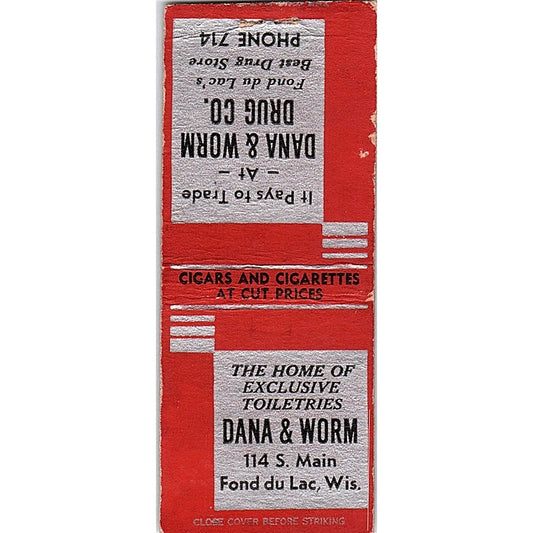 It Pays to Trade
- At -
DANA & WORM
DRUG CO.
Fond du Lac's
Best Drug Store
PHONE 714
CIGARS AND CIGARETTES
AT CUT PRICES
THE HOME OF
EXCLUSIVE
TOILETRIES
DANA & WORM
114 S. Main
Fond du Lac, Wis.
CLOSE COVER BEFORE STRIKING